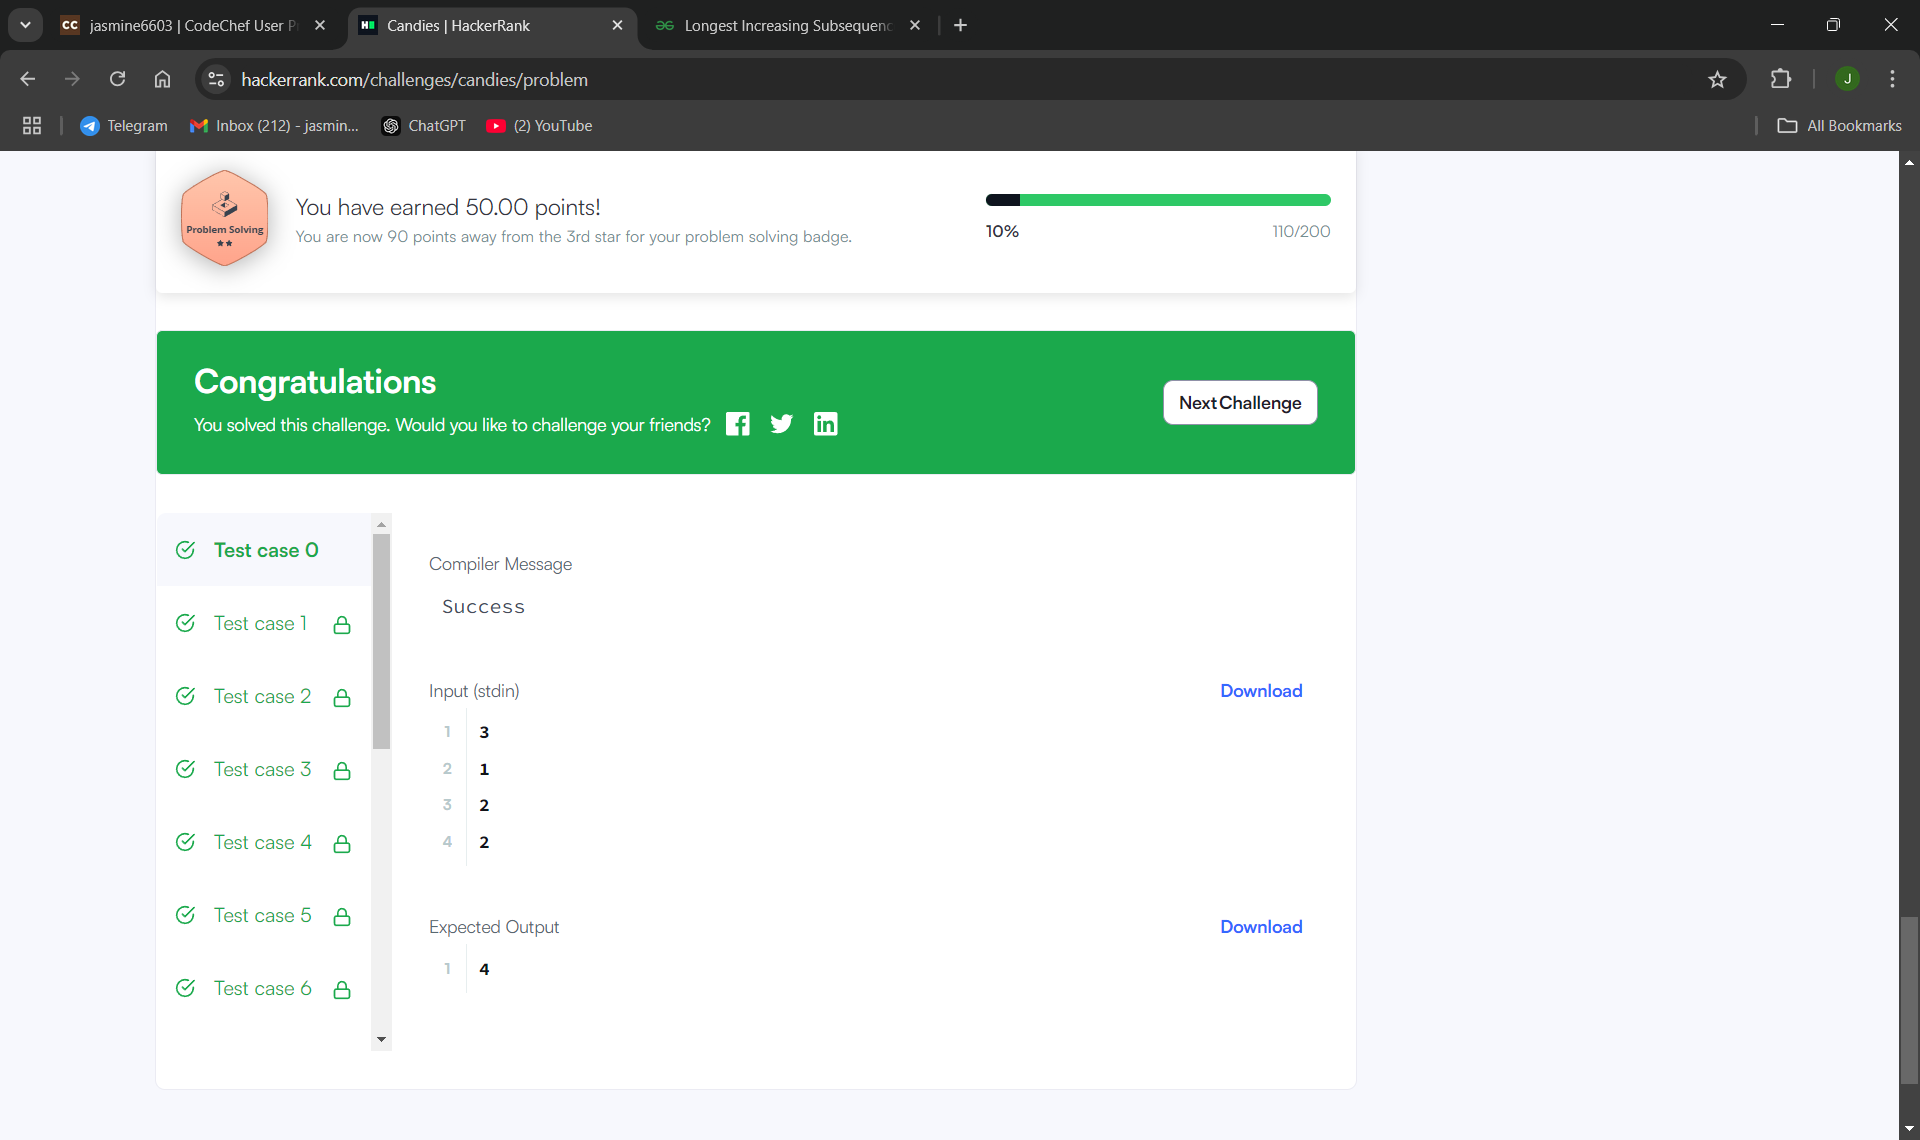 CC jasmine6603 | CodeChef User P
Candies | HackerRank
Longest Increasing Subsequenc
hackerrank.com/challenges/candies/problem
J
Telegram
Inbox (212) - jasmin...
ChatGPT
(2) YouTube
All Bookmarks
Problem Solving
You have earned 50.00 points!
You are now 90 points away from the 3rd star for your problem solving badge.
10%
110/200
Congratulations
You solved this challenge. Would you like to challenge your friends?
Next Challenge
Test case 0
Test case 1
Test case 2
Test case 3
Test case 4
Test case 5
Test case 6
Compiler Message
Success
Input (stdin)
Download
1 3
2 1
3 2
4 2
Expected Output
Download
1 4